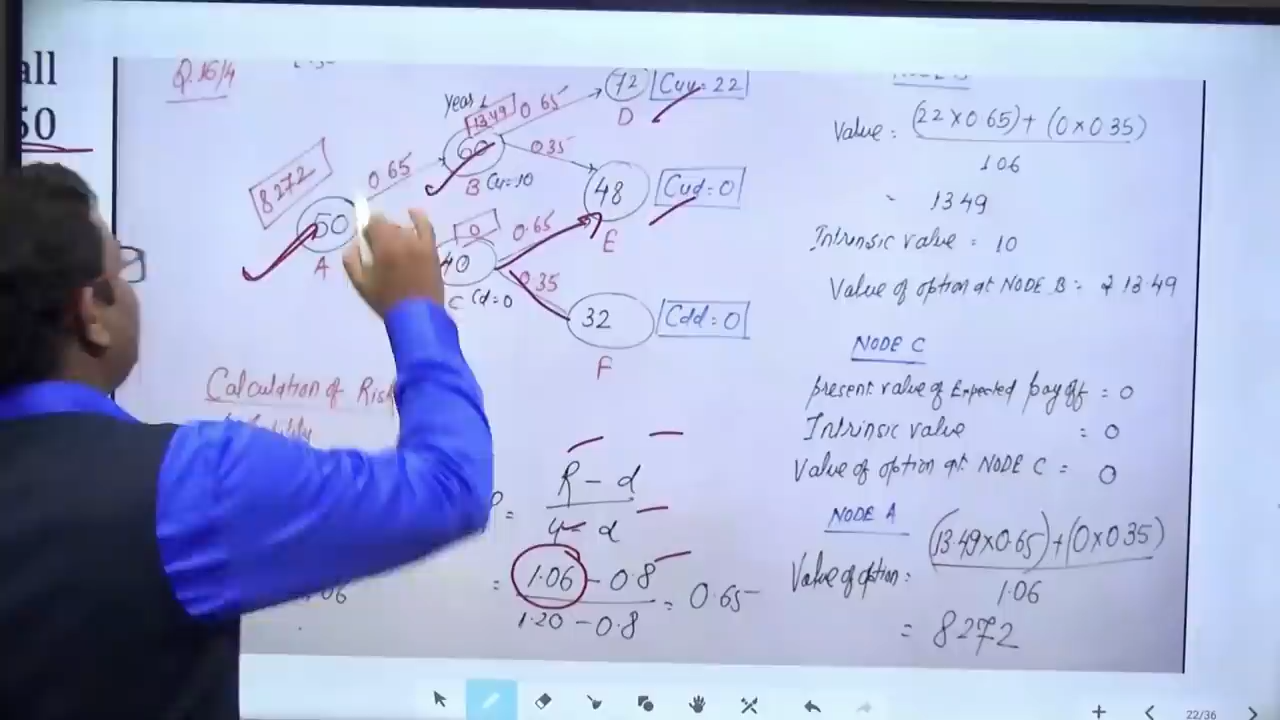 all
50
Q.16/4
year 1
13.49
0.65
72
Cuu = 22
D
8.272
0.65
60
B Cu=10
0.35
48
Cud = 0
E
50
A
0
0.65
40
C Cd=0
0.35
32
Cdd = 0
F
Calculation of Risk
R - d
u - d
P =
= 1.06 - 0.8
1.20 - 0.8
= 0.65
1.06
Value = (22 x 0.65) + (0 x 0.35)
1.06
= 13.49
Intrinsic value = 10
Value of option at NODE B = ₹ 13.49
NODE C
present value of Expected pay off = 0
Intrinsic value = 0
Value of option at NODE C = 0
NODE A
Value of option = (13.49 x 0.65) + (0 x 0.35)
1.06
= 8.272
22/36